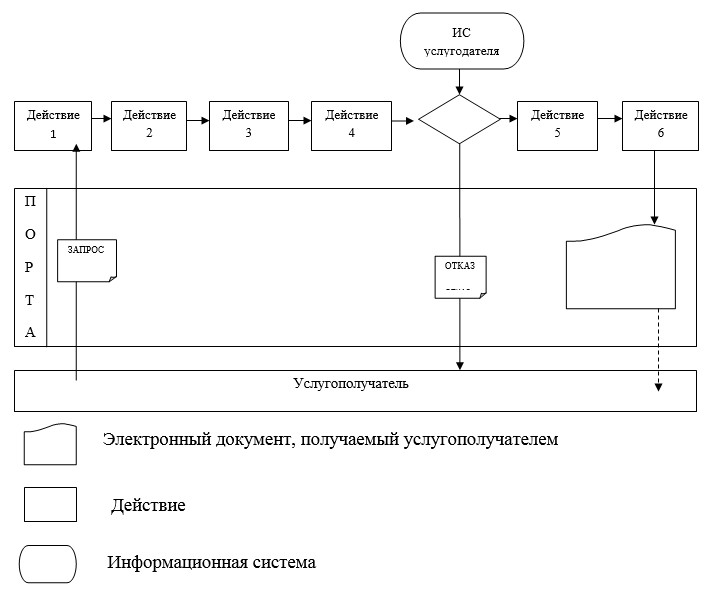 ИС
услугодателя
Действие
1
Действие
2
Действие
3
Действие
4
Действие
5
Действие
6
П
О
Р
Т
А
ЗАПРОС
ОТКАЗ
Услугополучатель
Электронный документ, получаемый услугополучателем
Действие
Информационная система